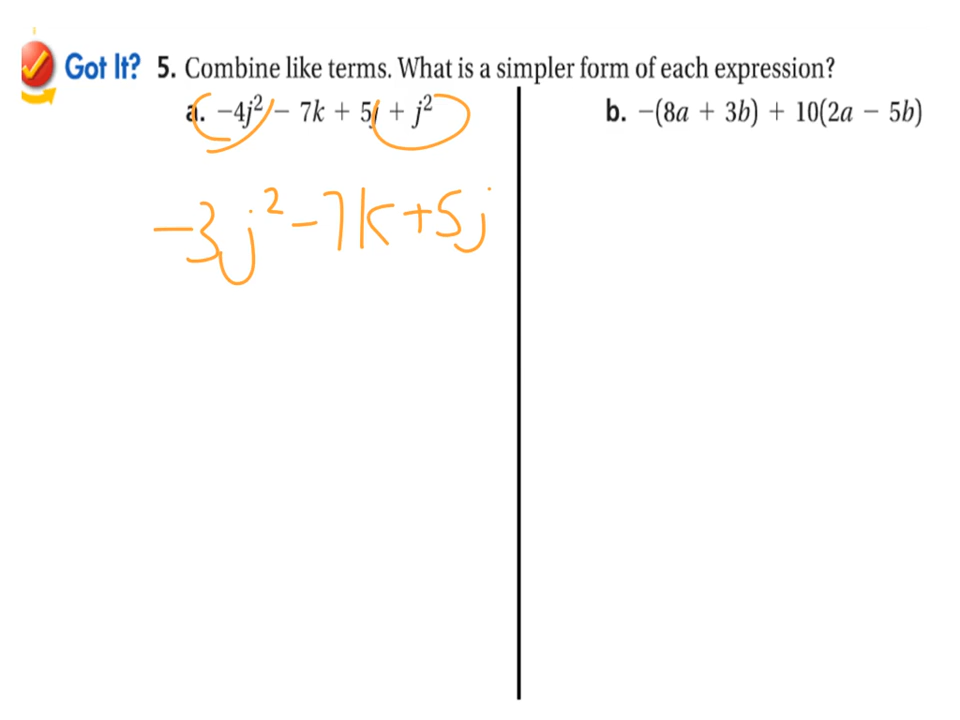 Got It? 5. Combine like terms. What is a simpler form of each expression?
a. −4j² − 7k + 5j + j²
b. −(8a + 3b) + 10(2a − 5b)
−3j² − 7k + 5j